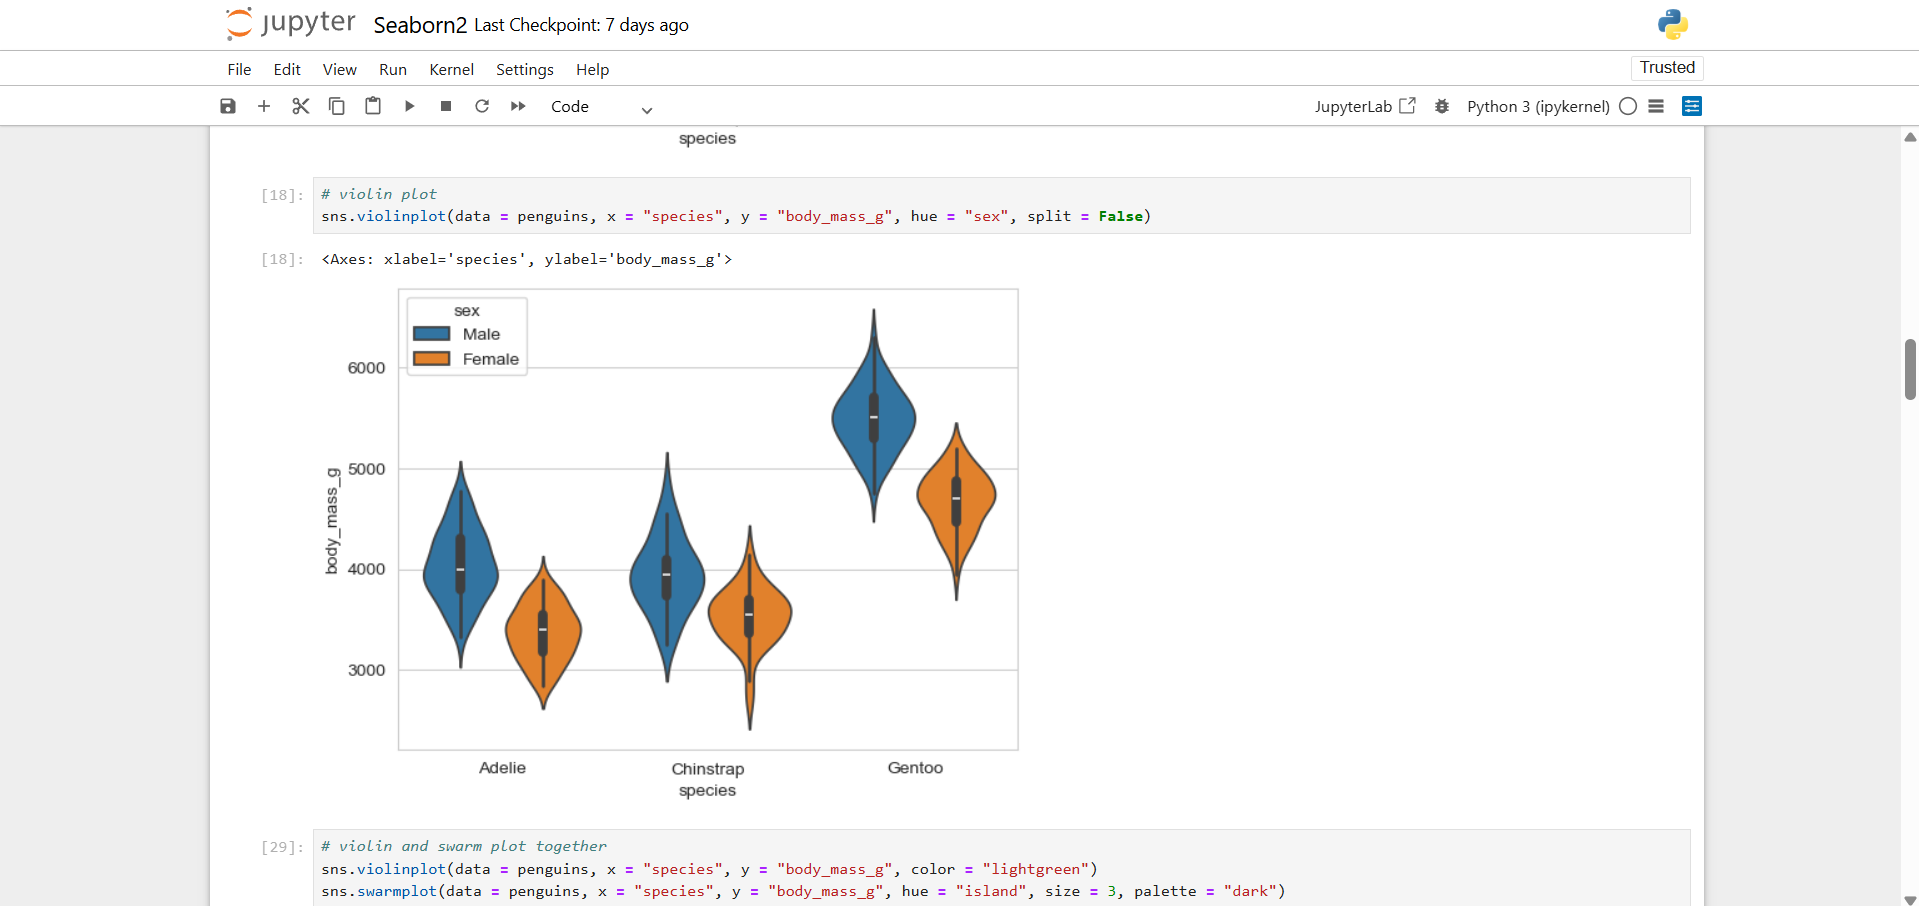 jupyter Seaborn2 Last Checkpoint: 7 days ago
File Edit View Run Kernel Settings Help Trusted
Code JupyterLab Python 3 (ipykernel)
species
[18]: # violin plot
sns.violinplot(data = penguins, x = "species", y = "body_mass_g", hue = "sex", split = False)
[18]: <Axes: xlabel='species', ylabel='body_mass_g'>
sex
Male
Female
6000
5000
4000
3000
body_mass_g
Adelie Chinstrap Gentoo
species
[29]: # violin and swarm plot together
sns.violinplot(data = penguins, x = "species", y = "body_mass_g", color = "lightgreen")
sns.swarmplot(data = penguins, x = "species", y = "body_mass_g", hue = "island", size = 3, palette = "dark")